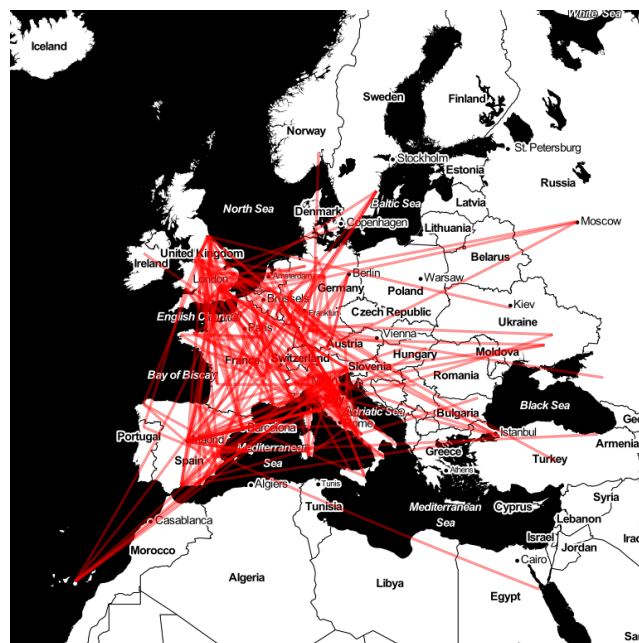 White Sea
Iceland
Sweden
Finland
Norway
Stockholm
St. Petersburg
Estonia
Russia
Latvia
Baltic Sea
Denmark
North Sea
Copenhagen
Moscow
Lithuania
United Kingdom
Belarus
Ireland
Amsterdam
Berlin
London
Warsaw
Germany
Poland
Brussels
Kiev
Frankfurt
English Channel
Czech Republic
Ukraine
Paris
Vienna
Austria
Hungary
Moldova
France
Switzerland
Slovenia
Bay of Biscay
Romania
Black Sea
Adriatic Sea
Bulgaria
Portugal
Barcelona
Rome
Istanbul
Armenia
Mediterranean
Sea
Greece
Spain
Turkey
Athens
Algiers
Tunis
Syria
Tunisia
Mediterranean
Sea
Cyprus
Lebanon
Casablanca
Israel
Morocco
Jordan
Cairo
Algeria
Libya
Egypt